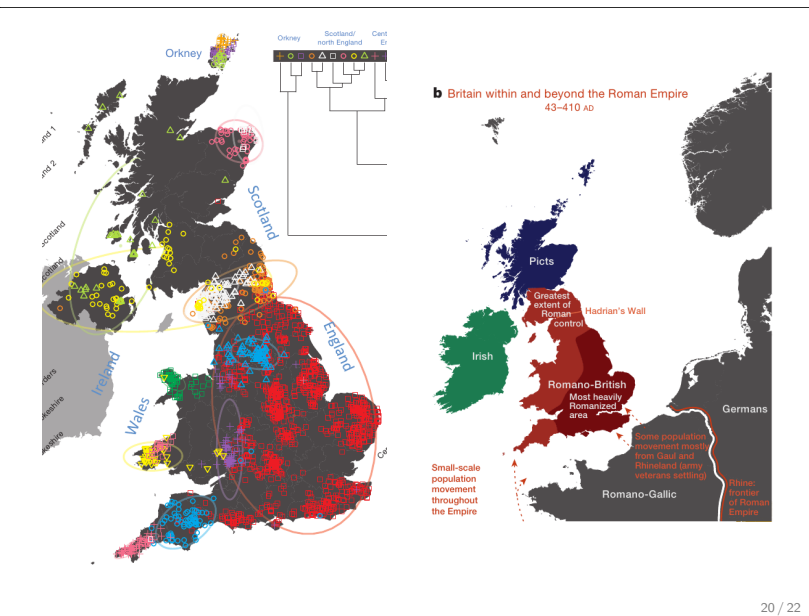 Orkney
Orkney
Scotland/
north England
Scotland
England
Ireland
Wales
b Britain within and beyond the Roman Empire
43–410 AD
Picts
Greatest
extent of
Roman
control
Hadrian's Wall
Irish
Romano-British
Most heavily
Romanized
area
Germans
Some population
movement mostly
from Gaul and
Rhineland (army
veterans settling)
Small-scale
population
movement
throughout
the Empire
Romano-Gallic
Rhine:
frontier
of Roman
Empire
20 / 22